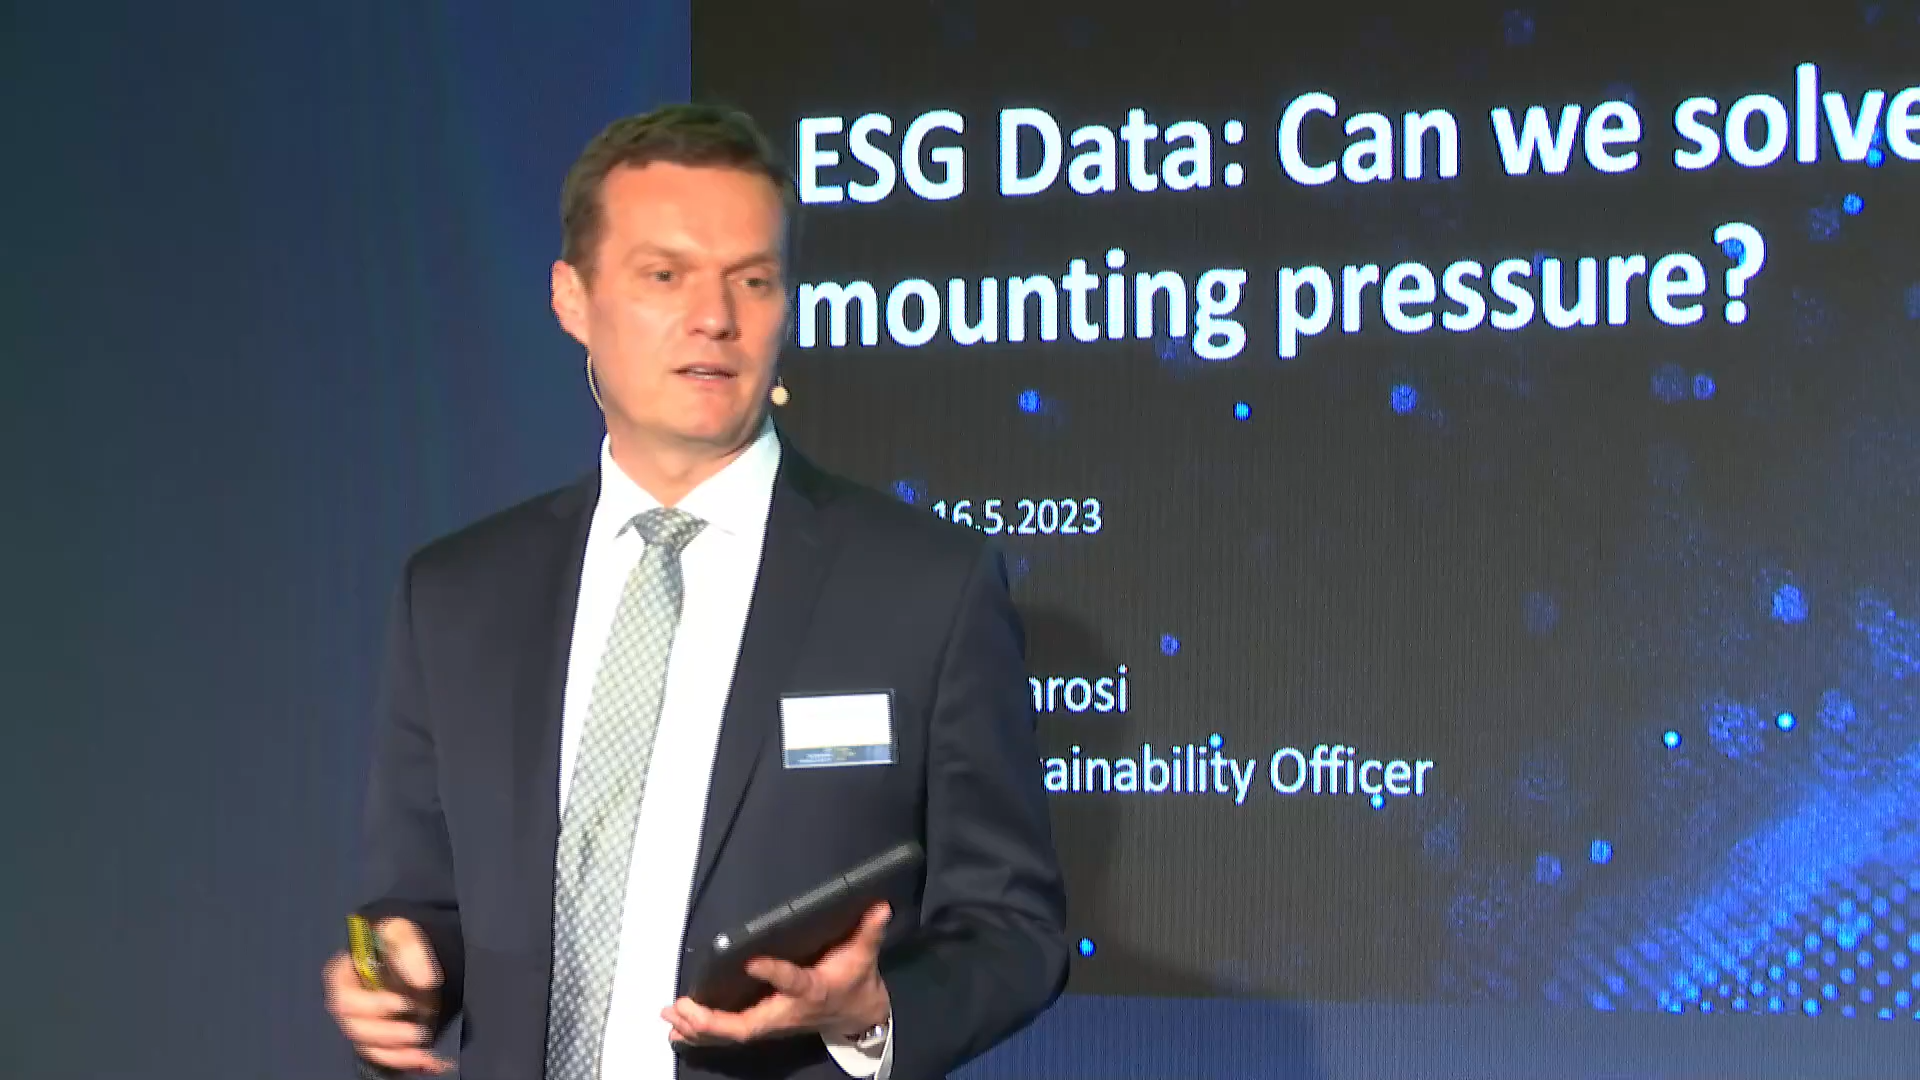 ESG Data: Can we solve
mounting pressure?
16.5.2023
rosi
ainability Officer